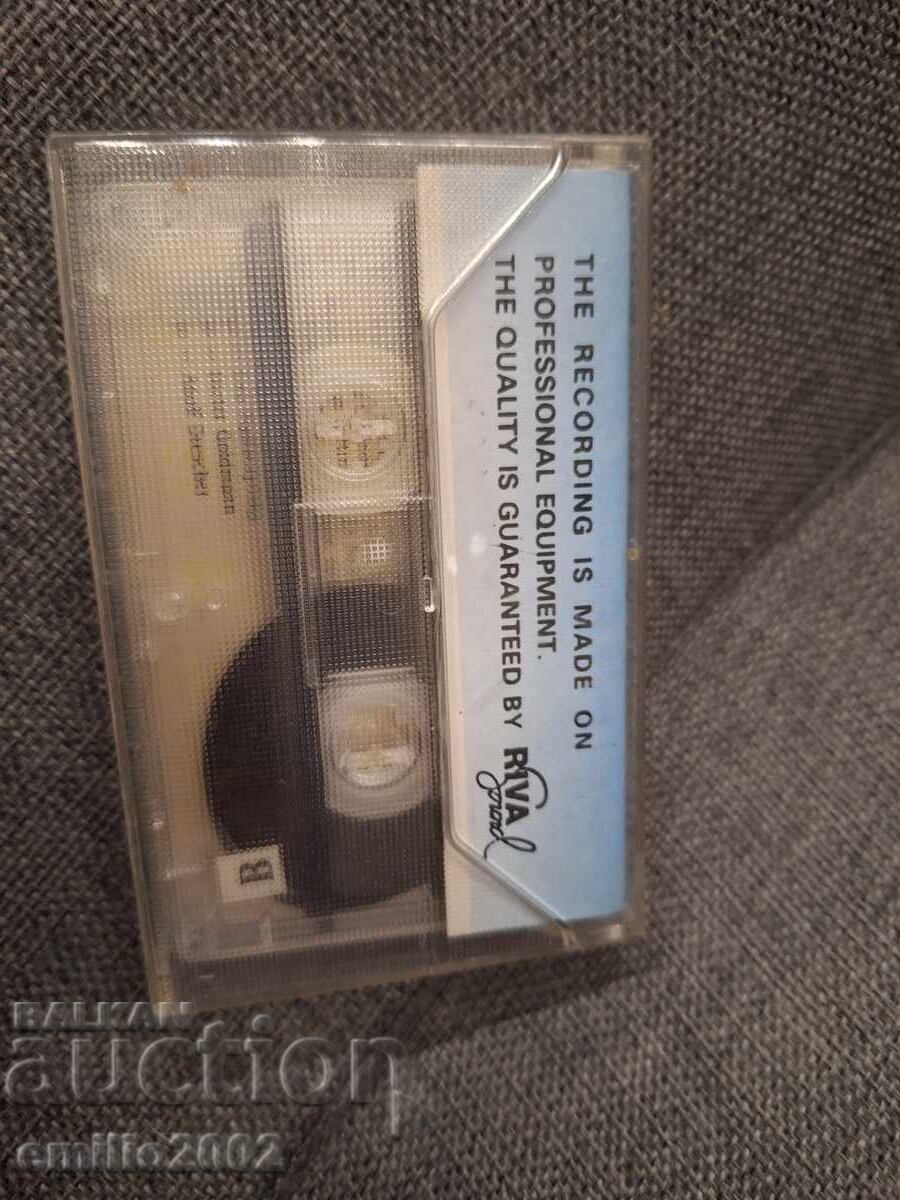 THE RECORDING IS MADE ON
PROFESSIONAL EQUIPMENT.
THE QUALITY IS GUARANTEED BY RIVA
Sound
B
BALKAN
auction
emilio2002